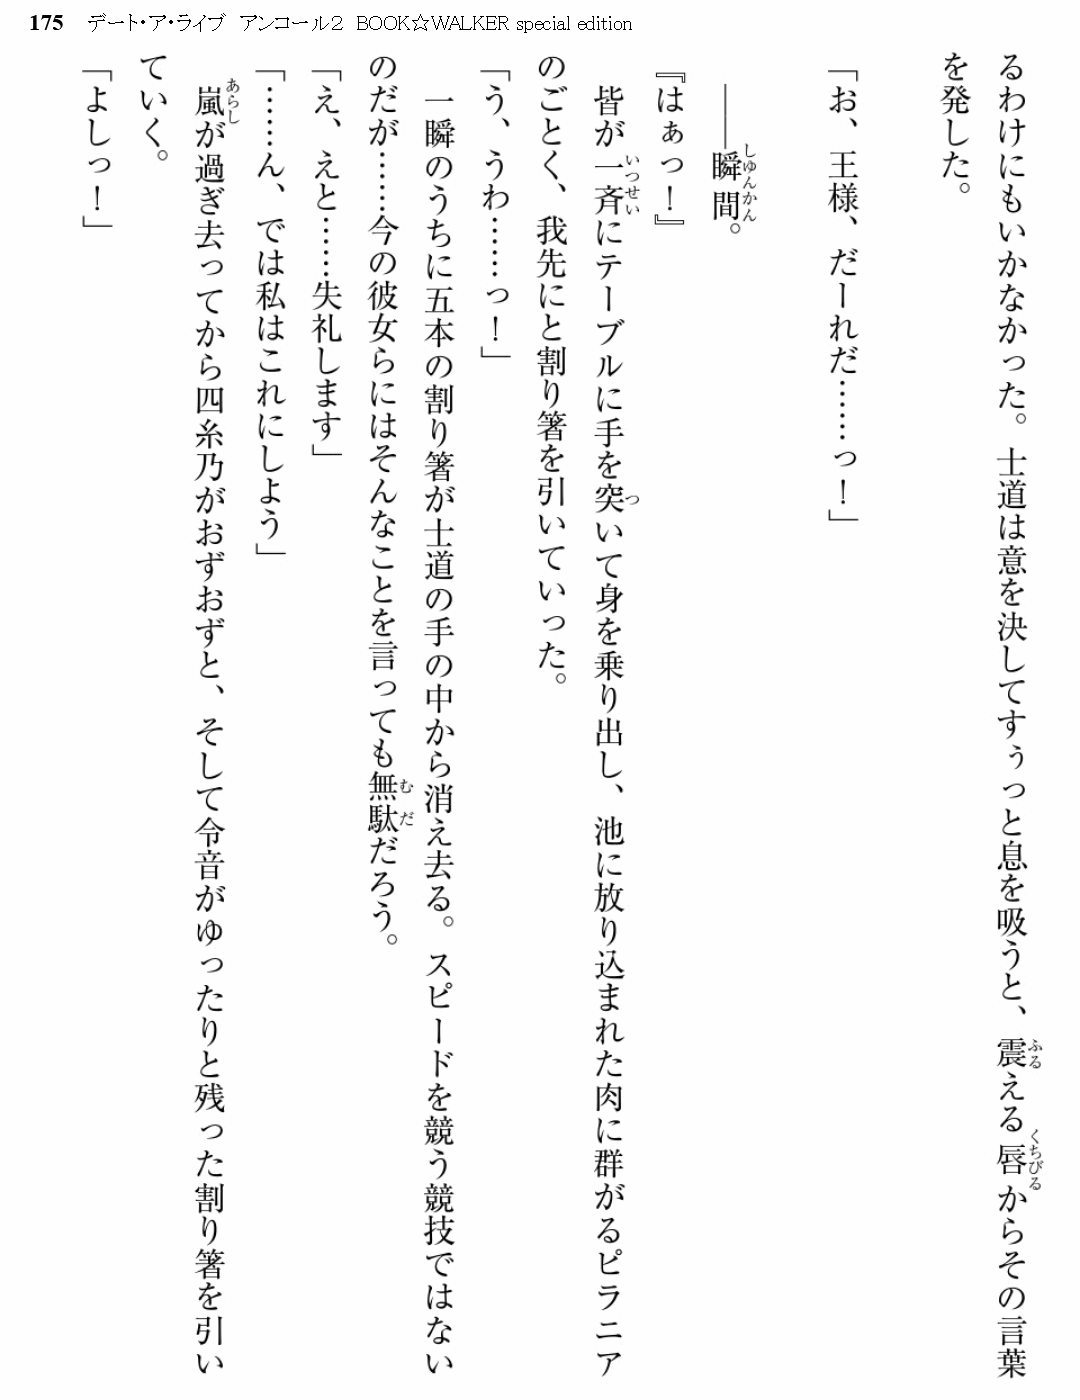 175 デート・ア・ライブ アンコール2 BOOK☆WALKER special edition
るわけにもいかなかった。士道は意を決してすぅっと息を吸うと、震える唇からその言葉
を発した。
「お、王様、だーれだ……っ！」
――瞬間。
『はぁっ！』
皆が一斉にテーブルに手を突いて身を乗り出し、池に放り込まれた肉に群がるピラニア
のごとく、我先にと割り箸を引いていった。
「う、うわ……っ！」
一瞬のうちに五本の割り箸が士道の手の中から消え去る。スピードを競う競技ではない
のだが……今の彼女らにはそんなことを言っても無駄だろう。
「え、えと……失礼します」
「……ん、では私はこれにしよう」
嵐が過ぎ去ってから四糸乃がおずおずと、そして令音がゆったりと残った割り箸を引い
ていく。
「よしっ！」